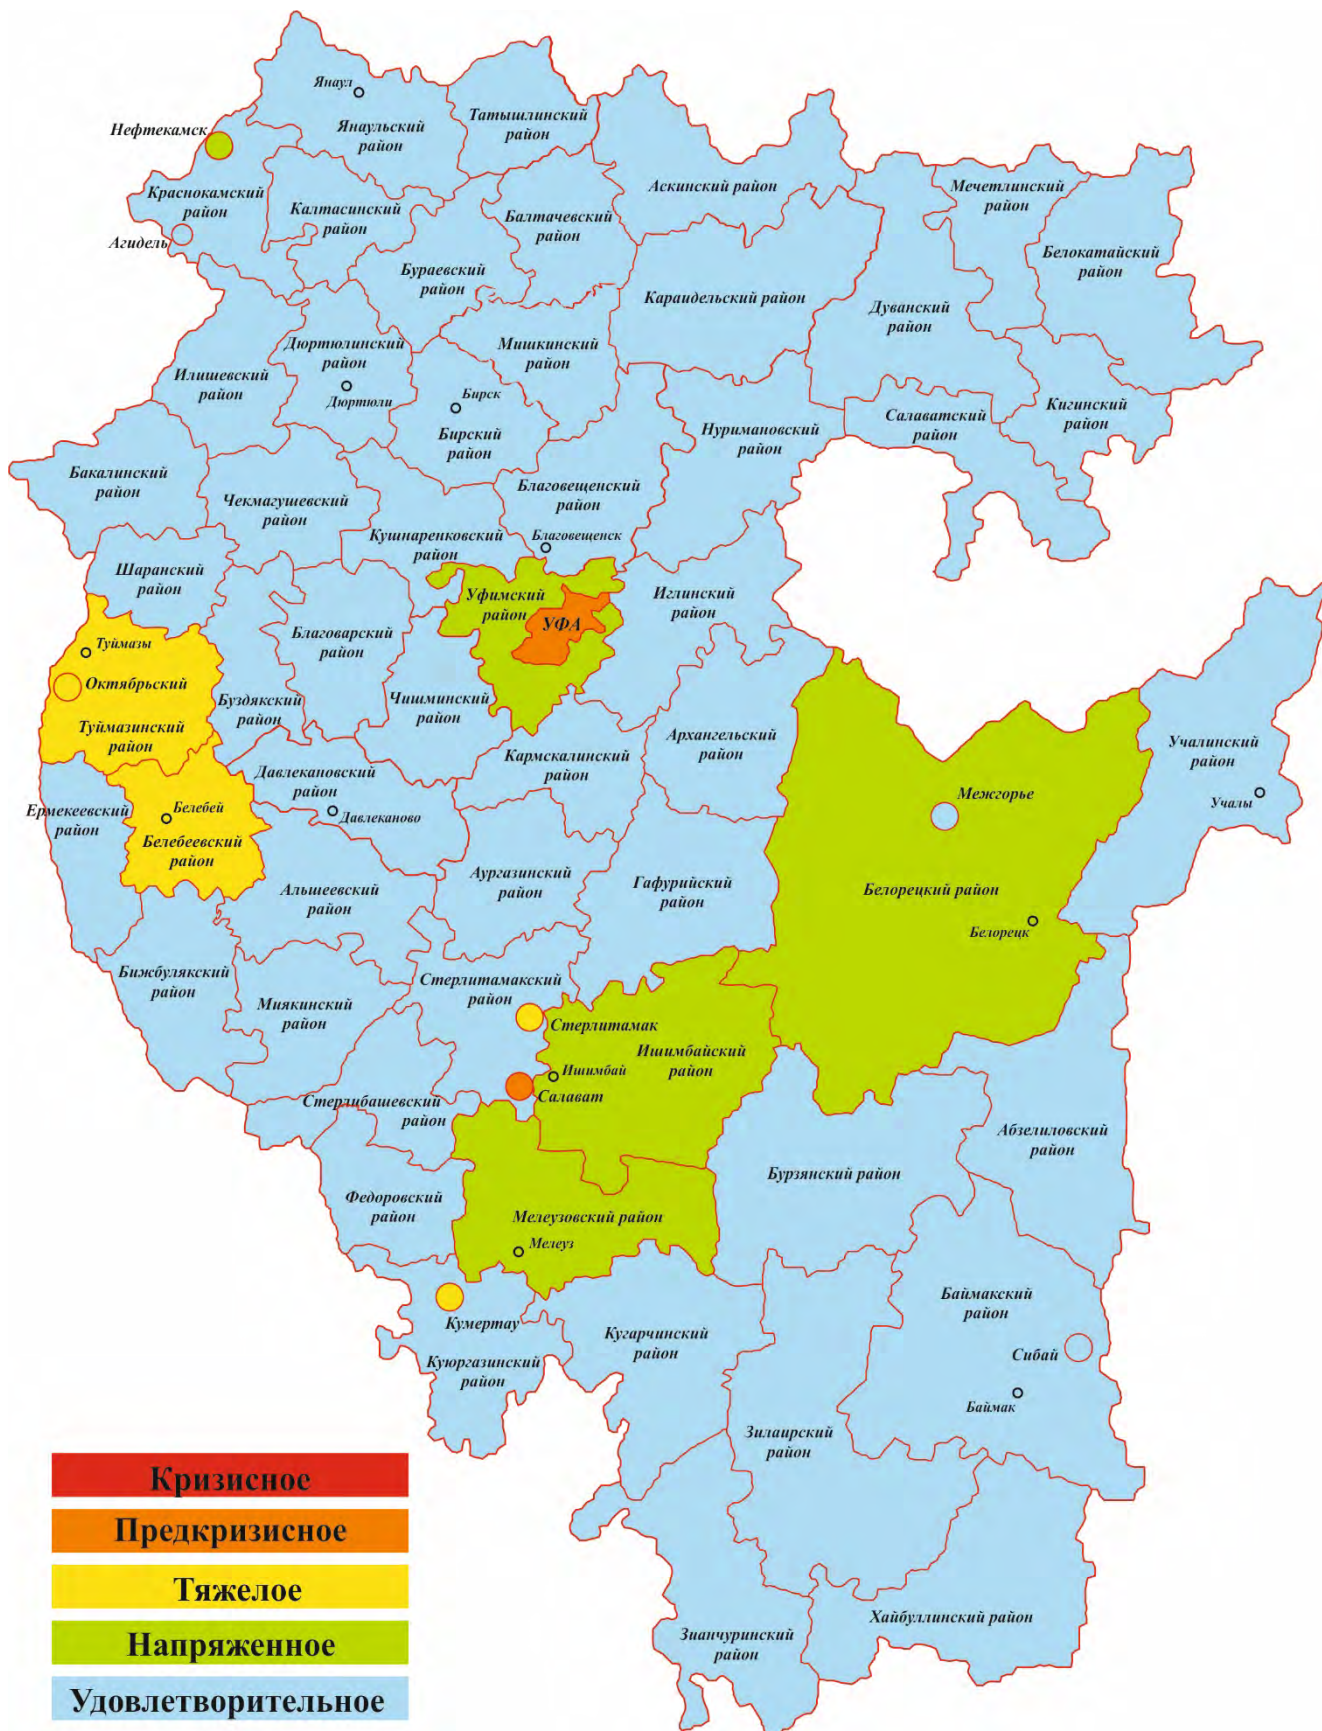 Янаул
Янаульский
район
Татышлинский
район
Нефтекамск
Краснокамский
район
Агидель
Калтасинский
район
Балтачевский
район
Аскинский район
Мечетлинский
район
Белокатайский
район
Бураевский
район
Караидельский район
Дуванский
район
Дюртюлинский
район
Дюртюли
Мишкинский
район
Илишевский
район
Бирск
Бирский
район
Нуримановский
район
Салаватский
район
Кигинский
район
Бакалинский
район
Чекмагушевский
район
Благовещенский
район
Кушнаренковский
район
Благовещенск
Шаранский
район
Уфимский
район
УФА
Иглинский
район
Благоварский
район
Туймазы
Октябрьский
Туймазинский
район
Буздякский
район
Чишминский
район
Кармскалинский
район
Архангельский
район
Учалинский
район
Учалы
Давлекановский
район
Давлеканово
Ермекеевский
район
Белебей
Белебеевский
район
Межгорье
Альшеевский
район
Аургазинский
район
Гафурийский
район
Белорецкий район
Белорецк
Бижбулякский
район
Миякинский
район
Стерлитамакский
район
Стерлитамак
Ишимбайский
район
Ишимбай
Салават
Стерлибашевский
район
Абзелиловский
район
Бурзянский район
Федоровский
район
Мелеузовский район
Мелеуз
Баймакский
район
Кумертау
Куюргазинский
район
Кугарчинский
район
Сибай
Баймак
Зилаирский
район
Хайбуллинский район
Зианчуринский
район
Кризисное
Предкризисное
Тяжелое
Напряженное
Удовлетворительное